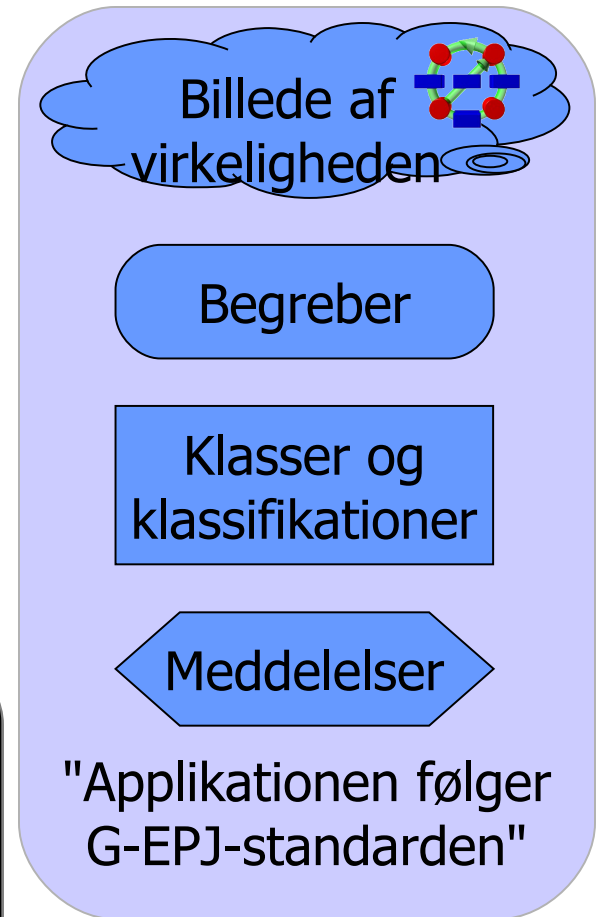 Billede af
virkeligheden
Begreber
Klasser og
klassifikationer
Meddelelser
"Applikationen følger
G-EPJ-standarden"